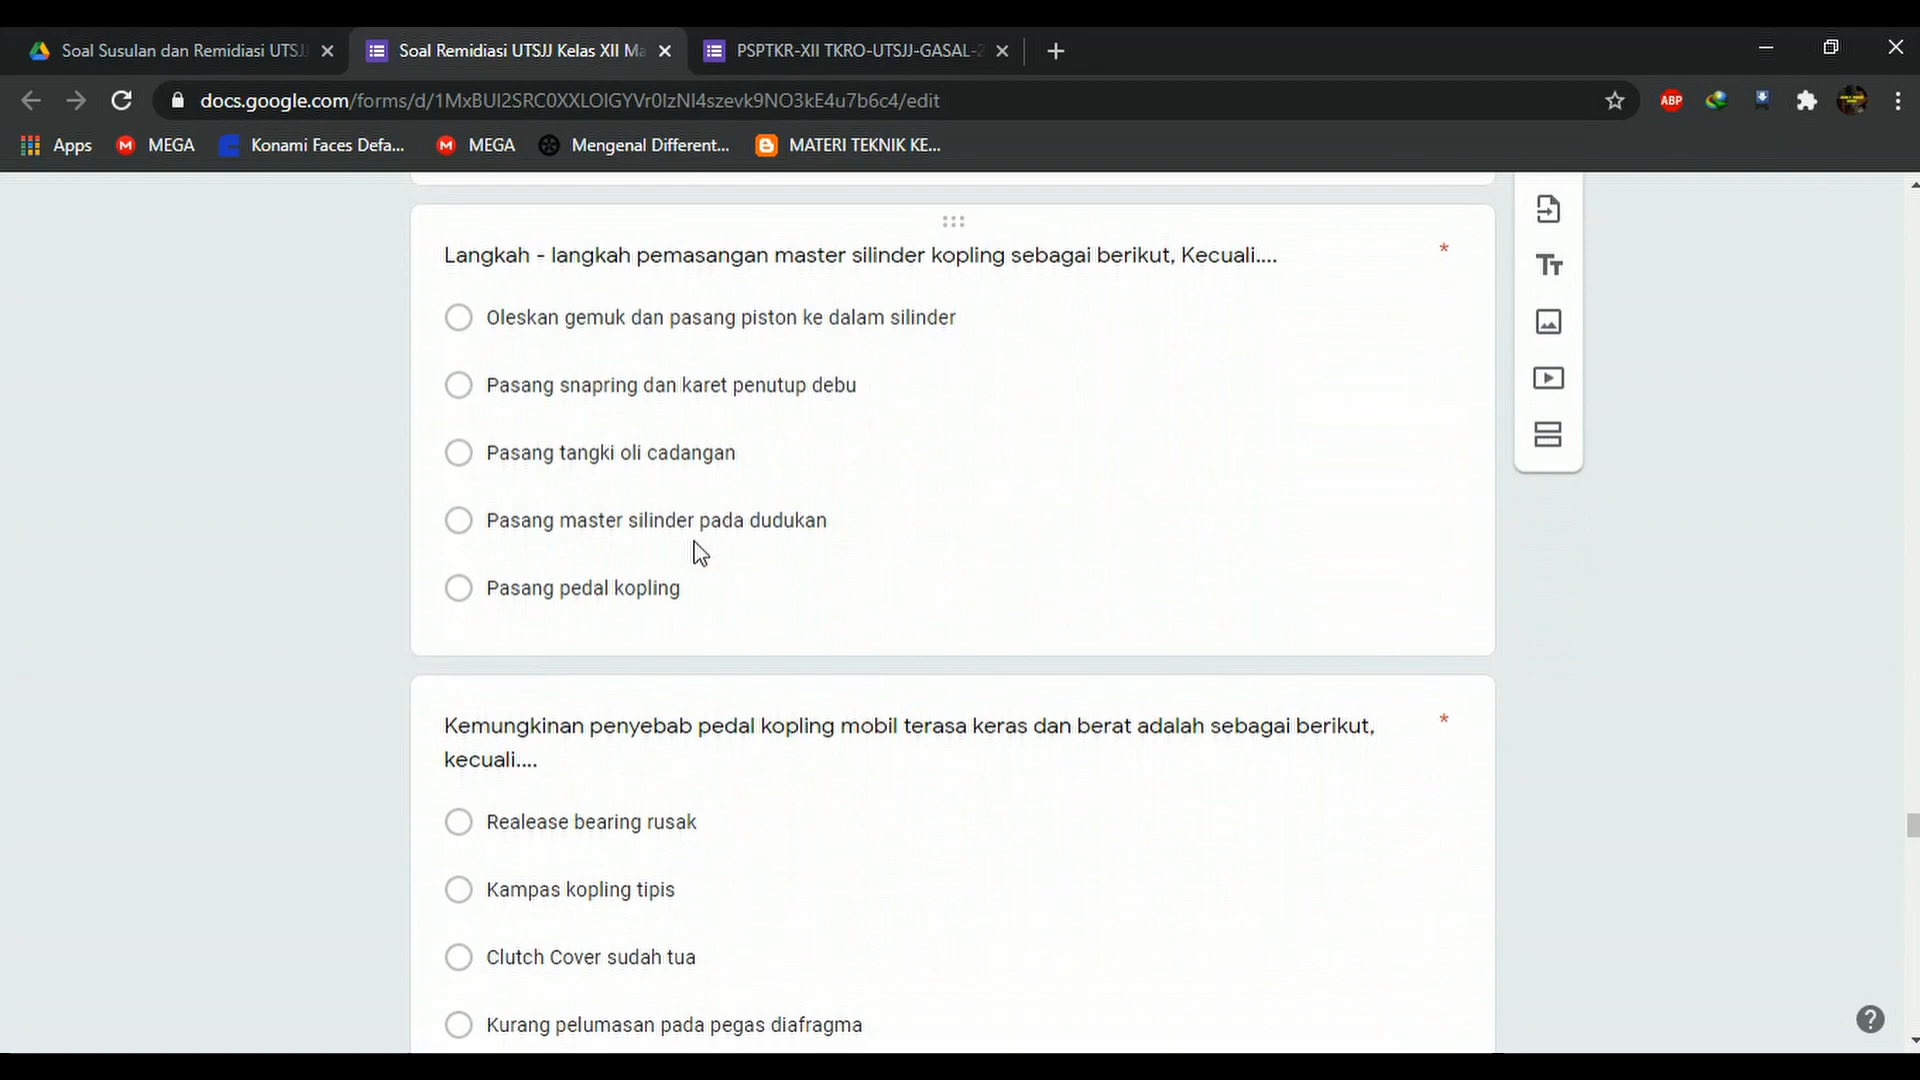 Soal Susulan dan Remidiasi UTSJ
Soal Remidiasi UTSJJ Kelas XII Ma
PSPTKR-XII TKRO-UTSJJ-GASAL-2
docs.google.com/forms/d/1MxBUI2SRC0XXLOlGYVr0IzNI4szevk9NO3kE4u7b6c4/edit
ABP
Apps
MEGA
Konami Faces Defa...
MEGA
Mengenal Different...
MATERI TEKNIK KE...
Langkah - langkah pemasangan master silinder kopling sebagai berikut, Kecuali....
*
Oleskan gemuk dan pasang piston ke dalam silinder
Pasang snapring dan karet penutup debu
Pasang tangki oli cadangan
Pasang master silinder pada dudukan
Pasang pedal kopling
Kemungkinan penyebab pedal kopling mobil terasa keras dan berat adalah sebagai berikut,
*
kecuali....
Realease bearing rusak
Kampas kopling tipis
Clutch Cover sudah tua
Kurang pelumasan pada pegas diafragma